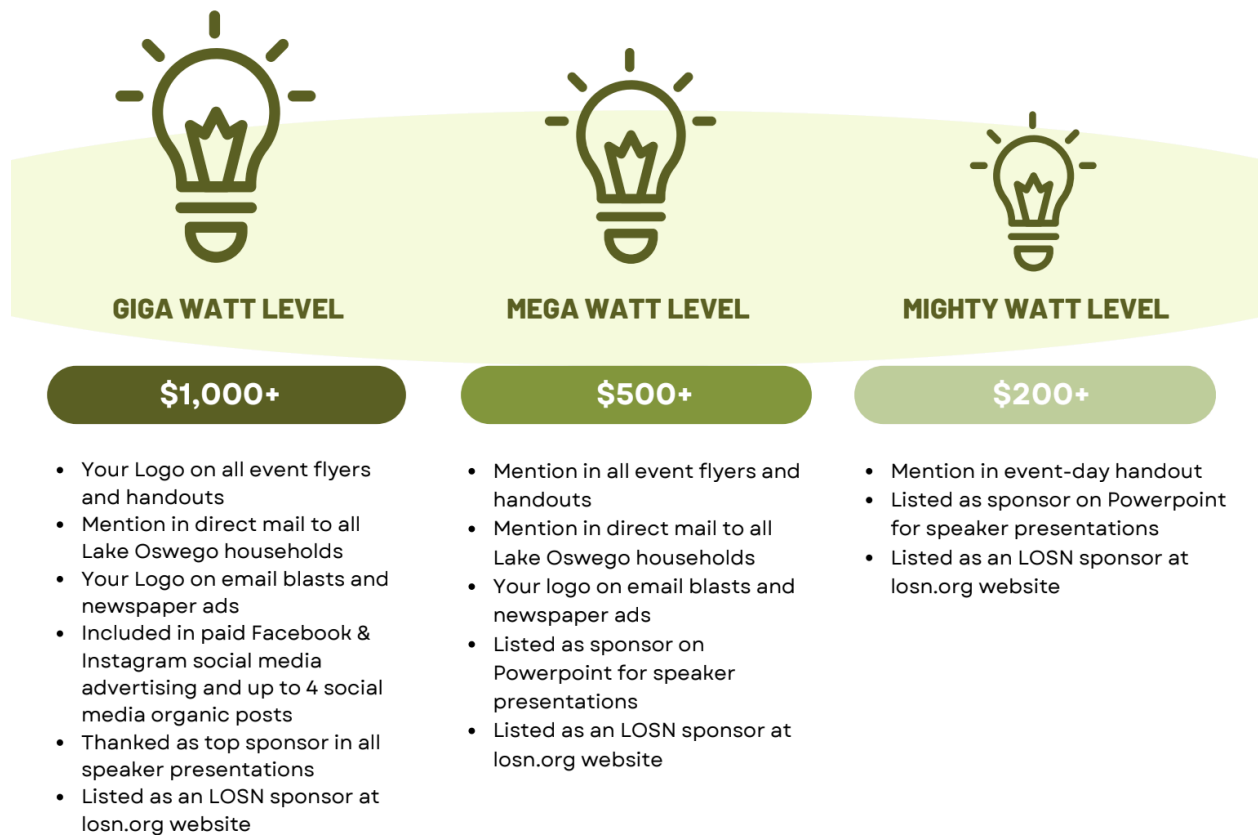 GIGA WATT LEVEL
$1,000+
• Your Logo on all event flyers
and handouts
• Mention in direct mail to all
Lake Oswego households
• Your Logo on email blasts and
newspaper ads
• Included in paid Facebook &
Instagram social media
advertising and up to 4 social
media organic posts
• Thanked as top sponsor in all
speaker presentations
• Listed as an LOSN sponsor at
losn.org website
MEGA WATT LEVEL
$500+
• Mention in all event flyers and
handouts
• Mention in direct mail to all
Lake Oswego households
• Your logo on email blasts and
newspaper ads
• Listed as sponsor on
Powerpoint for speaker
presentations
• Listed as an LOSN sponsor at
losn.org website
MIGHTY WATT LEVEL
$200+
• Mention in event-day handout
• Listed as sponsor on Powerpoint
for speaker presentations
• Listed as an LOSN sponsor at
losn.org website